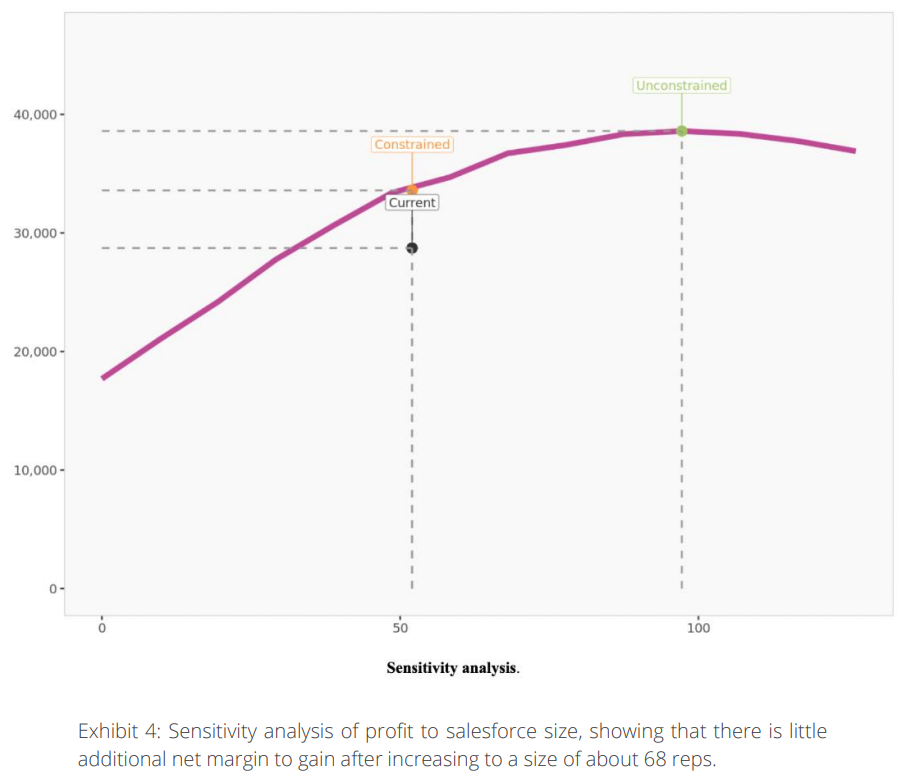 Unconstrained
40,000
Constrained
Current
30,000
20,000
10,000
0
0 50 100
Sensitivity analysis.
Exhibit 4: Sensitivity analysis of profit to salesforce size, showing that there is little
additional net margin to gain after increasing to a size of about 68 reps.